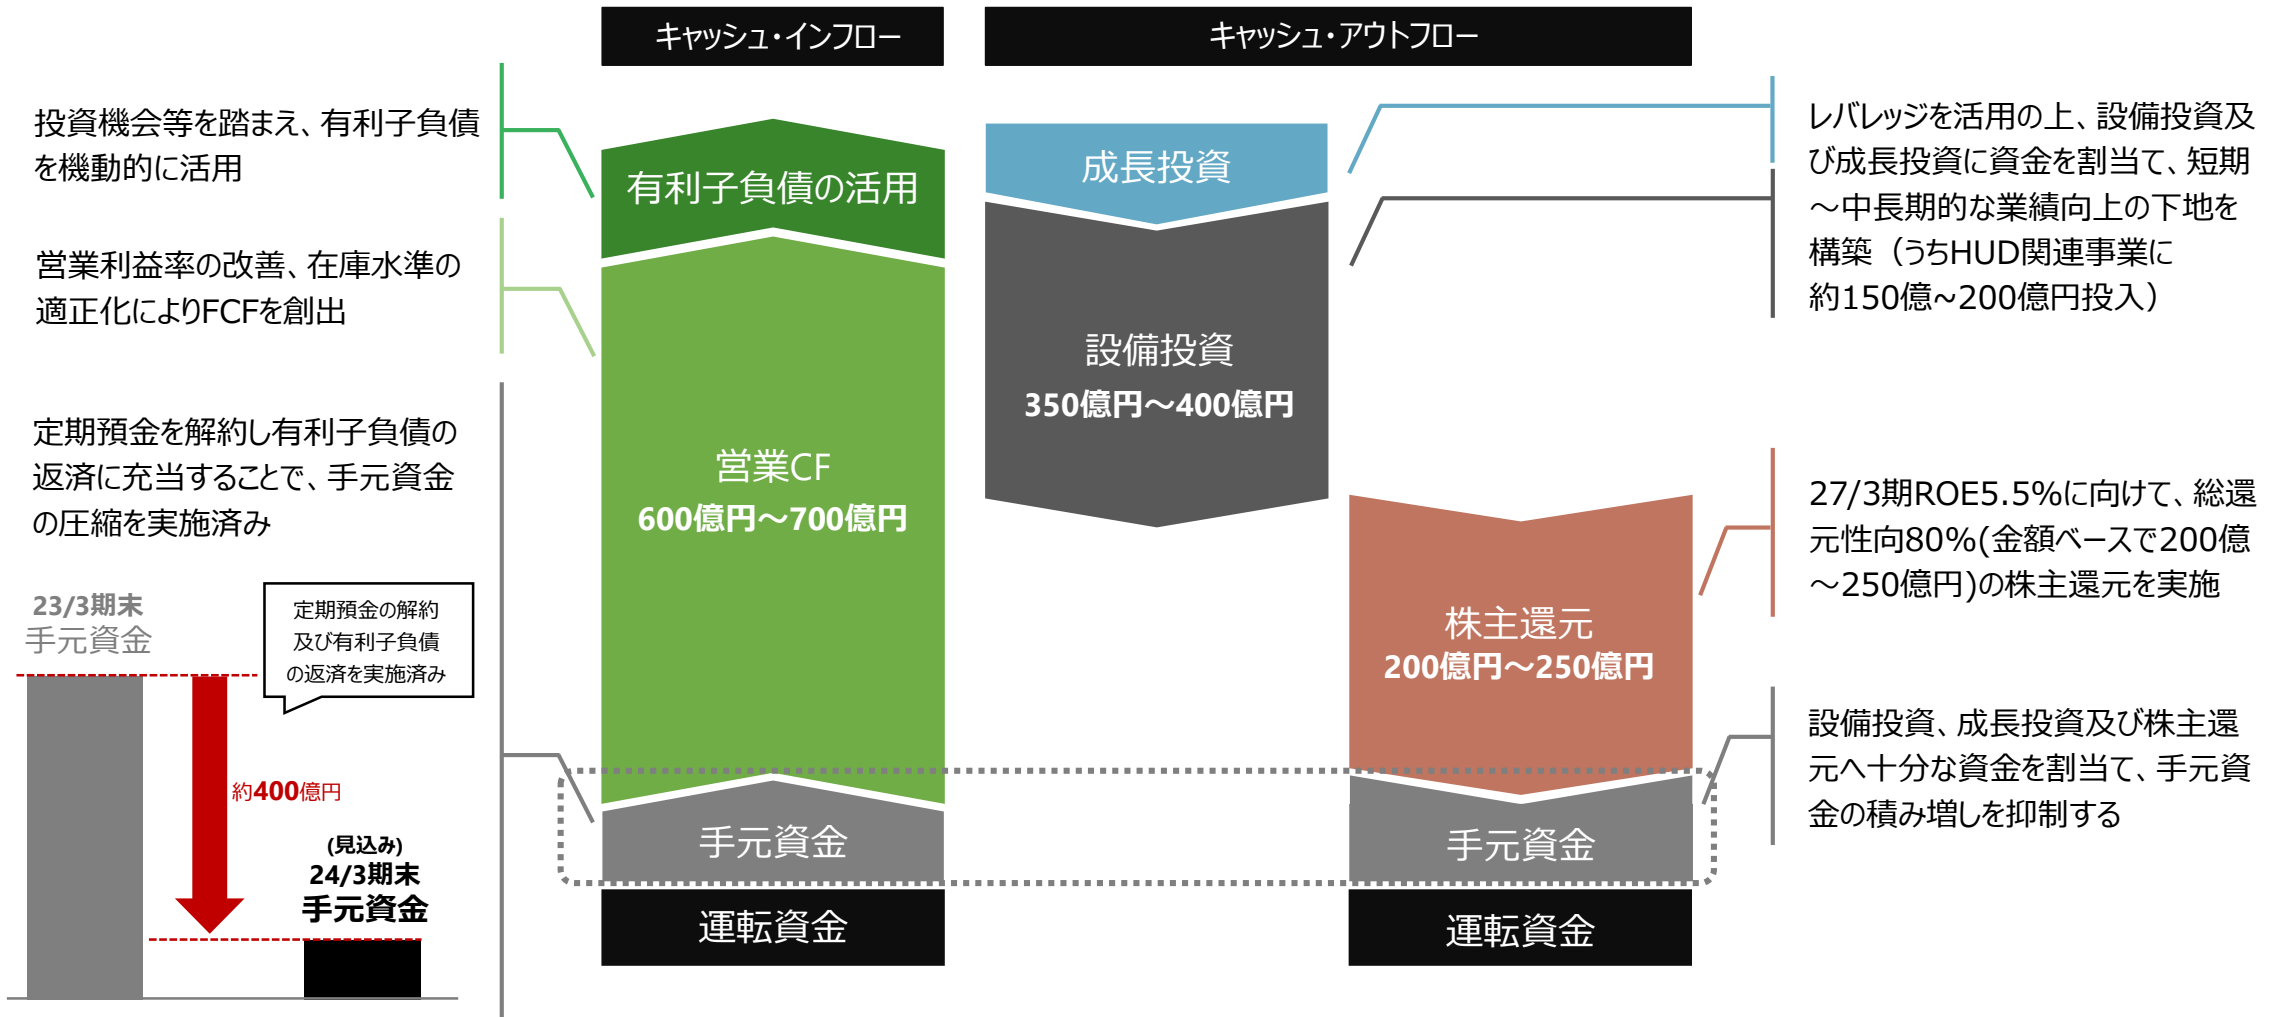 キャッシュ・インフロー
キャッシュ・アウトフロー
投資機会等を踏まえ、有利子負債
を機動的に活用
営業利益率の改善、在庫水準の
適正化によりFCFを創出
定期預金を解約し有利子負債の
返済に充当することで、手元資金
の圧縮を実施済み
23/3期末
手元資金
定期預金の解約
及び有利子負債
の返済を実施済み
約400億円
(見込み)
24/3期末
手元資金
有利子負債の活用
営業CF
600億円～700億円
手元資金
運転資金
成長投資
設備投資
350億円～400億円
株主還元
200億円～250億円
手元資金
運転資金
レバレッジを活用の上、設備投資及
び成長投資に資金を割当て、短期
～中長期的な業績向上の下地を
構築（うちHUD関連事業に
約150億~200億円投入）
27/3期ROE5.5%に向けて、総還
元性向80%(金額ベースで200億
～250億円)の株主還元を実施
設備投資、成長投資及び株主還
元へ十分な資金を割当て、手元資
金の積み増しを抑制する